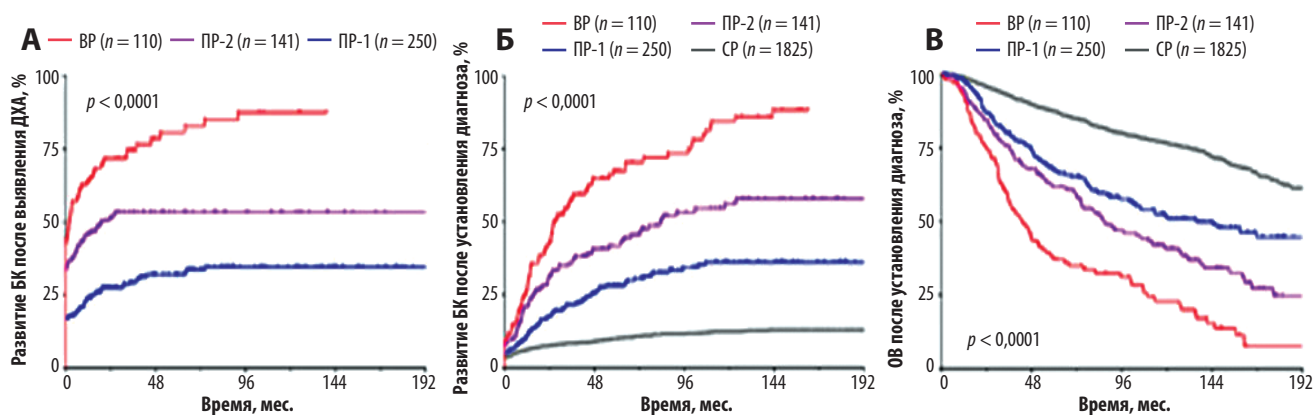 А
ВР (n = 110) ПР-2 (n = 141) ПР-1 (n = 250)
Развитие БК после выявления ДХА, %
p < 0,0001
100
75
50
25
0
0 48 96 144 192
Время, мес.
Б
ВР (n = 110) ПР-2 (n = 141)
ПР-1 (n = 250) СР (n = 1825)
Развитие БК после установления диагноза, %
p < 0,0001
100
75
50
25
0
0 48 96 144 192
Время, мес.
В
ВР (n = 110) ПР-2 (n = 141)
ПР-1 (n = 250) СР (n = 1825)
ОВ после установления диагноза, %
100
75
50
25
0
p < 0,0001
0 48 96 144 192
Время, мес.